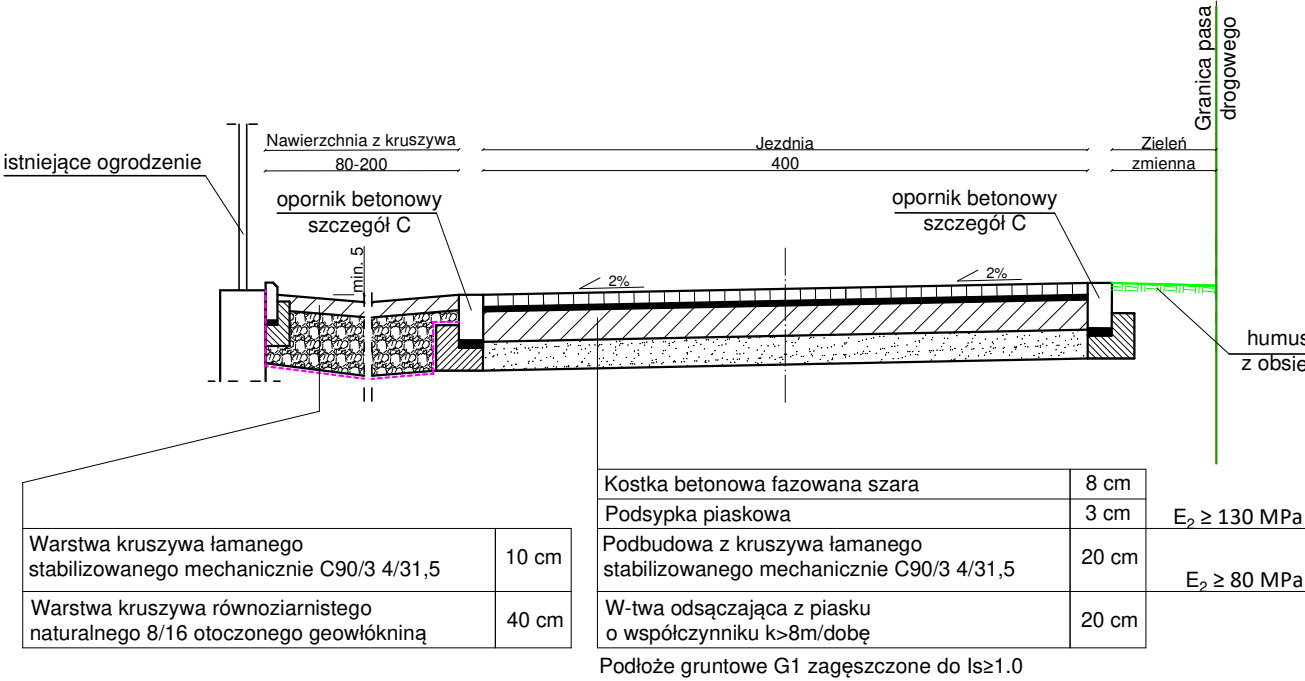 Granica pasa
drogowego
Nawierzchnia z kruszywa
Jezdnia
Zieleń
istniejące ogrodzenie
80-200
400
zmienna
opornik betonowy
szczegół C
opornik betonowy
szczegół C
min. 5
2%
2%
humus
z obsie
Kostka betonowa fazowana szara 8 cm
Podsypka piaskowa 3 cm
E₂ ≥ 130 MPa
Podbudowa z kruszywa łamanego
stabilizowanego mechanicznie C90/3 4/31,5 20 cm
E₂ ≥ 80 MPa
W-twa odsączająca z piasku
o współczynniku k>8m/dobę 20 cm
Podłoże gruntowe G1 zagęszczone do Is≥1.0
Warstwa kruszywa łamanego
stabilizowanego mechanicznie C90/3 4/31,5 10 cm
Warstwa kruszywa równoziarnistego
naturalnego 8/16 otoczonego geowłókniną 40 cm